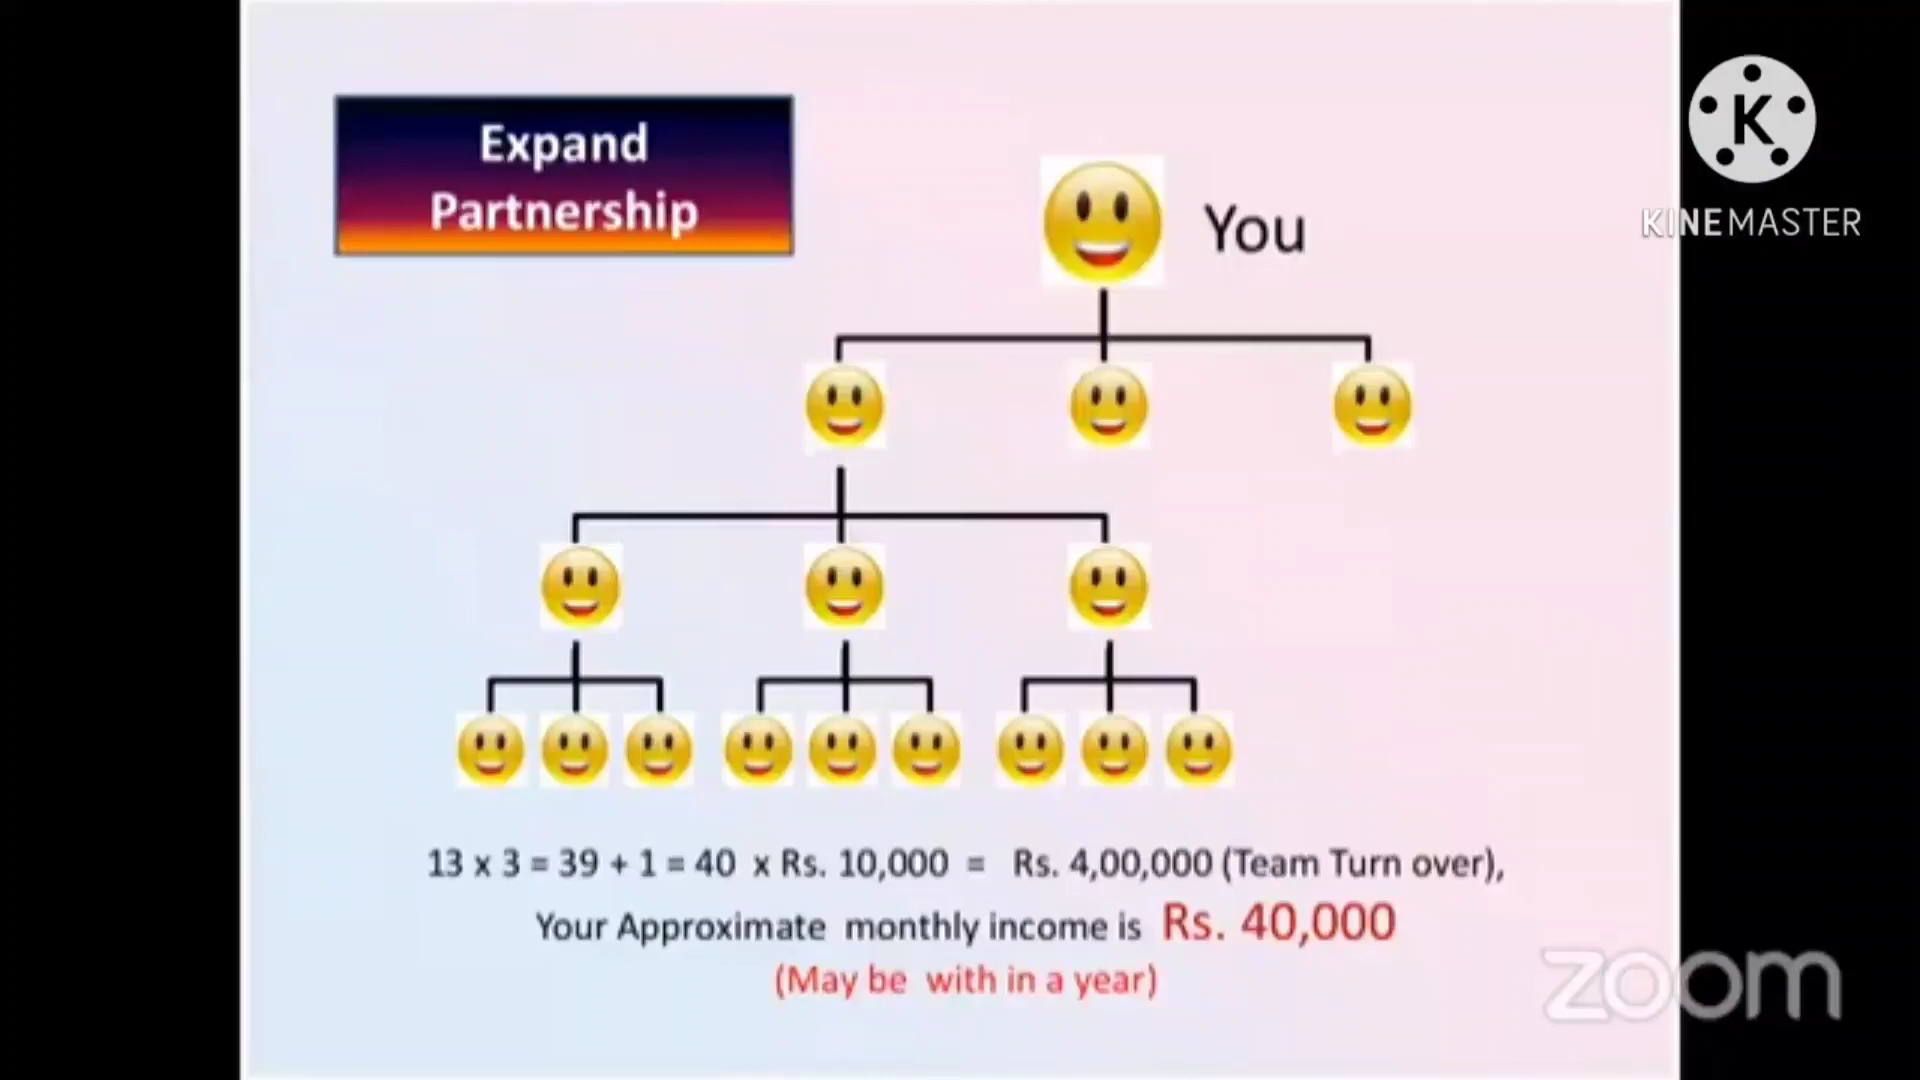 Expand
Partnership
You
K
KINEMASTER
13 x 3 = 39 + 1 = 40 x Rs. 10,000 = Rs. 4,00,000 (Team Turn over),
Your Approximate monthly income is Rs. 40,000
(May be with in a year)
zoom